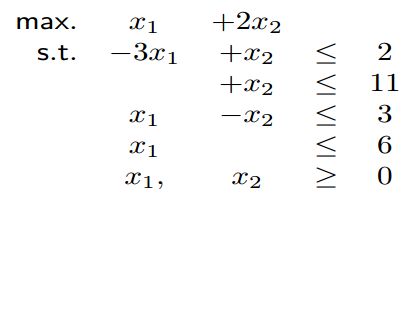 max. x₁ +2x₂
s.t. −3x₁ +x₂ ≤ 2
+x₂ ≤ 11
x₁ −x₂ ≤ 3
x₁ ≤ 6
x₁, x₂ ≥ 0